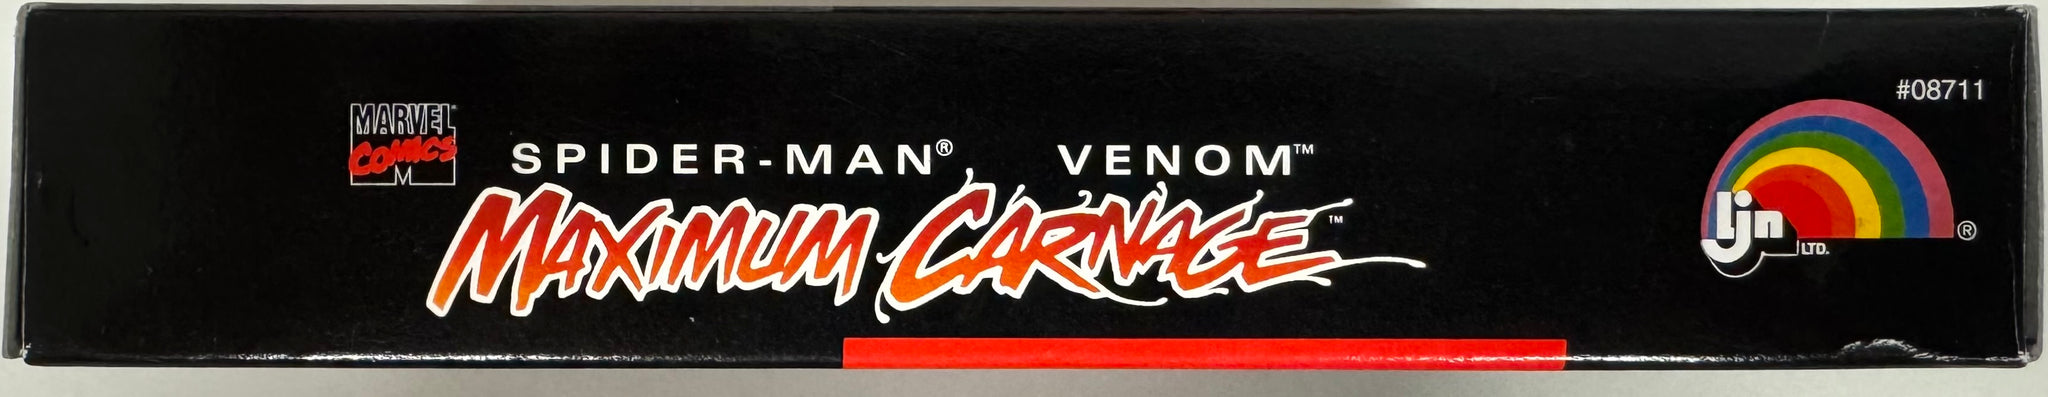 MARVEL
COMICS
M
SPIDER-MAN® VENOM™
MAXIMUM CARNAGE™
#08711
ljn LTD. ®